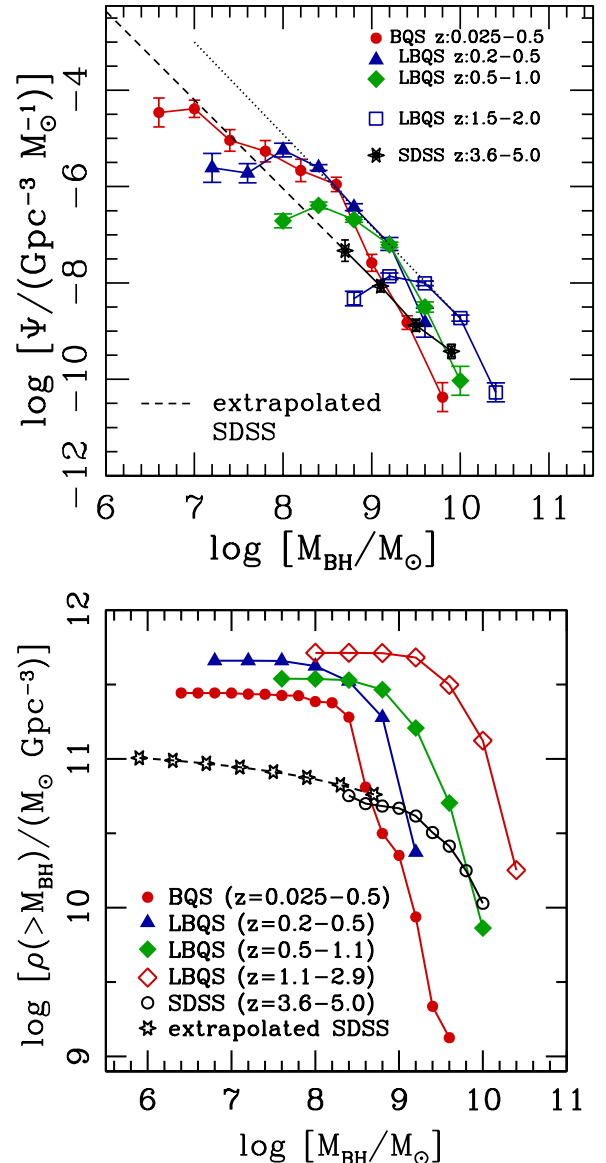 BQS z:0.025−0.5
LBQS z:0.2−0.5
LBQS z:0.5−1.0
LBQS z:1.5−2.0
SDSS z:3.6−5.0
log [Ψ/(Gpc⁻³ M⊙⁻¹)]
−4
−6
−8
−10
−12
extrapolated
SDSS
6 7 8 9 10 11
log [M_BH/M⊙]
log [ρ(>M_BH)/(M⊙ Gpc⁻³)]
12
11
10
9
BQS (z=0.025−0.5)
LBQS (z=0.2−0.5)
LBQS (z=0.5−1.1)
LBQS (z=1.1−2.9)
SDSS (z=3.6−5.0)
extrapolated SDSS
6 7 8 9 10 11
log [M_BH/M⊙]